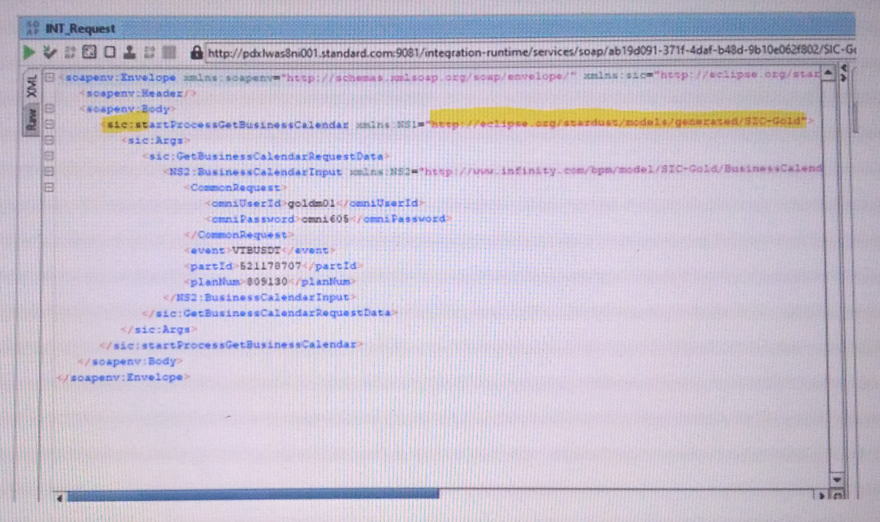 INT_Request
http://pdxlwas8ni001.standard.com:9081/integration-runtime/services/soap/ab19d091-371f-4daf-b48d-9b10e062f802/SIC-Go
XML
Raw
<soapenv:Envelope xmlns:soapenv="http://schemas.xmlsoap.org/soap/envelope/" xmlns:sic="http://eclipse.org/star
<soapenv:Header/>
<soapenv:Body>
<sic:startProcessGetBusinessCalendar xmlns:NS1="http://eclipse.org/stardust/models/generated/SIC-Gold">
<sic:Args>
<sic:GetBusinessCalendarRequestData>
<NS2:BusinessCalendarInput xmlns:NS2="http://www.infinity.com/bpm/model/SIC-Gold/BusinessCalend
<CommonRequest>
<omniUserId>goldm01</omniUserId>
<omniPassword>omni605</omniPassword>
</CommonRequest>
<event>VTBUSDT</event>
<partId>621178707</partId>
<planNum>809130</planNum>
</NS2:BusinessCalendarInput>
</sic:GetBusinessCalendarRequestData>
</sic:Args>
</sic:startProcessGetBusinessCalendar>
</soapenv:Body>
</soapenv:Envelope>